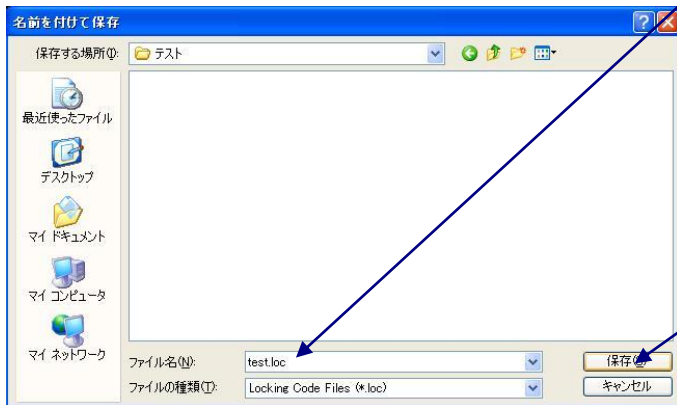 名前を付けて保存
保存する場所(I): テスト
最近使ったファイル
デスクトップ
マイ ドキュメント
マイ コンピュータ
マイ ネットワーク
ファイル名(N): test.loc 保存(S)
ファイルの種類(T): Locking Code Files (*.loc) キャンセル